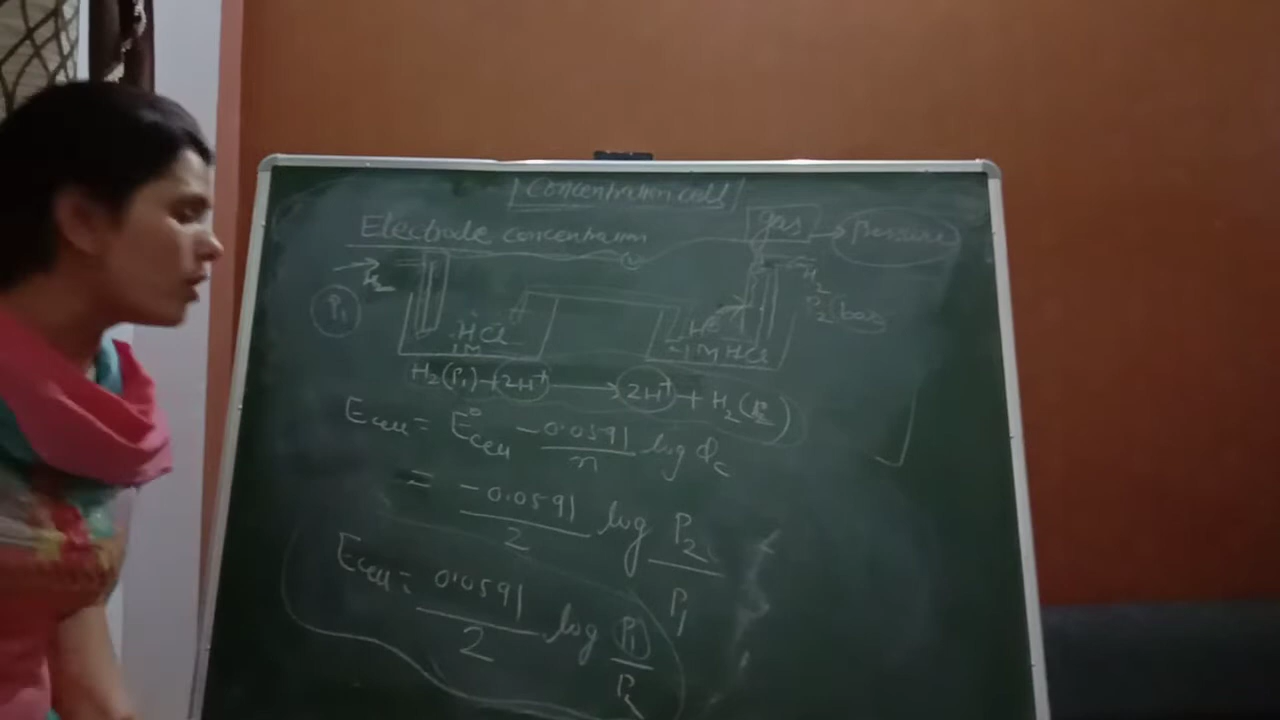 Concentration cell
Electrode concentration
gas → Pressure
H2
H2
P1
P2 (bar)
HCl
1M
HCl
1M HCl
H2(P1) + 2H+ → 2H+ + H2(P2)
Ecell = E°cell - 0.0591/n log Qc
= -0.0591/2 log P2/P1
Ecell = 0.0591/2 log P1/P2